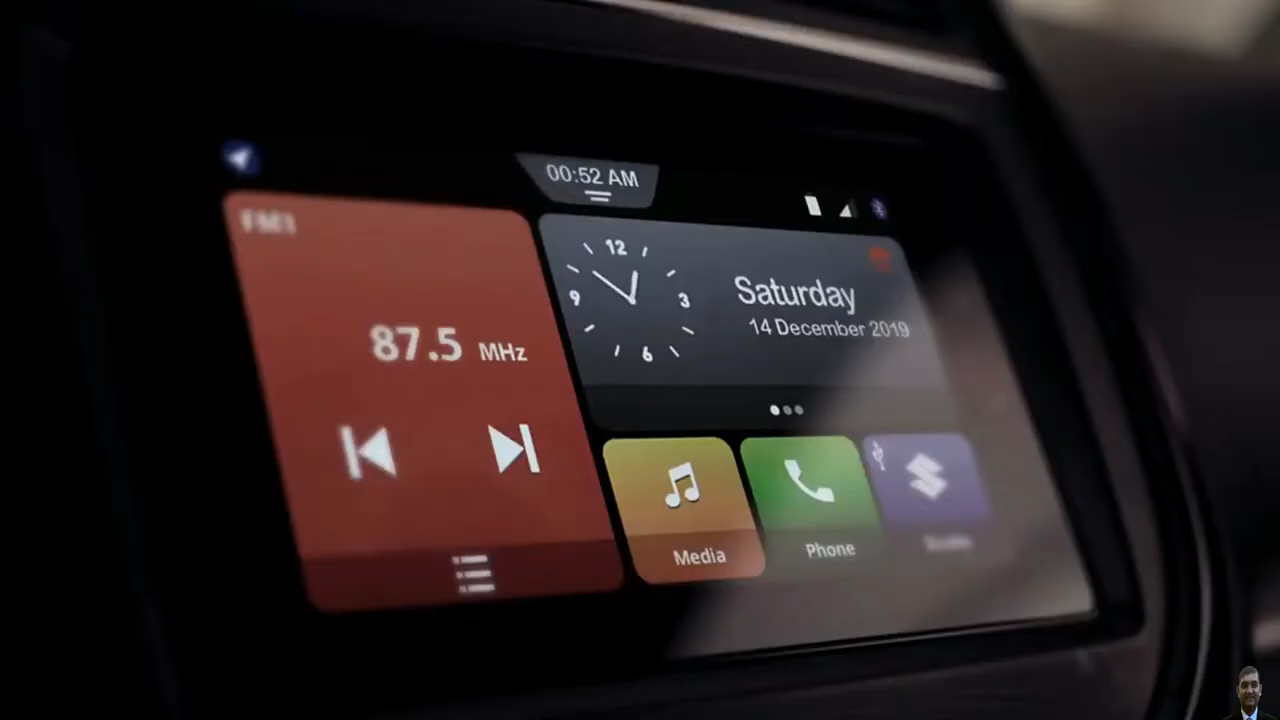 00:52 AM
FM1
87.5 MHz
12
9
3
6
Saturday
14 December 2019
Media
Phone